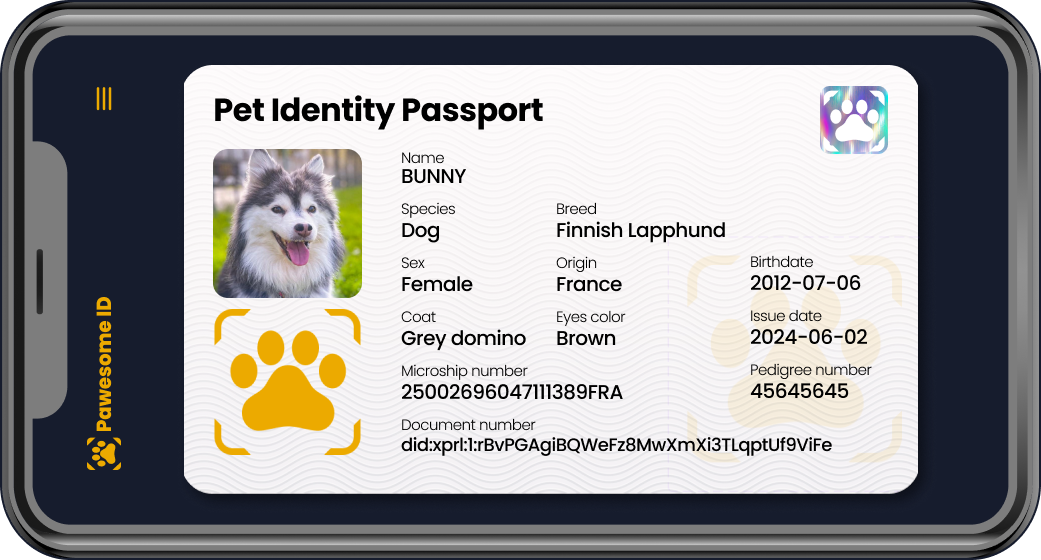 Pet Identity Passport
Name
BUNNY
Species
Dog
Breed
Finnish Lapphund
Sex
Female
Origin
France
Birthdate
2012-07-06
Coat
Grey domino
Eyes color
Brown
Issue date
2024-06-02
Microship number
25002696047111389FRA
Pedigree number
45645645
Document number
did:xprl:1:rBvPGAgiBQWeFz8MwXmXi3TLqptUf9ViFe
Pawesome ID